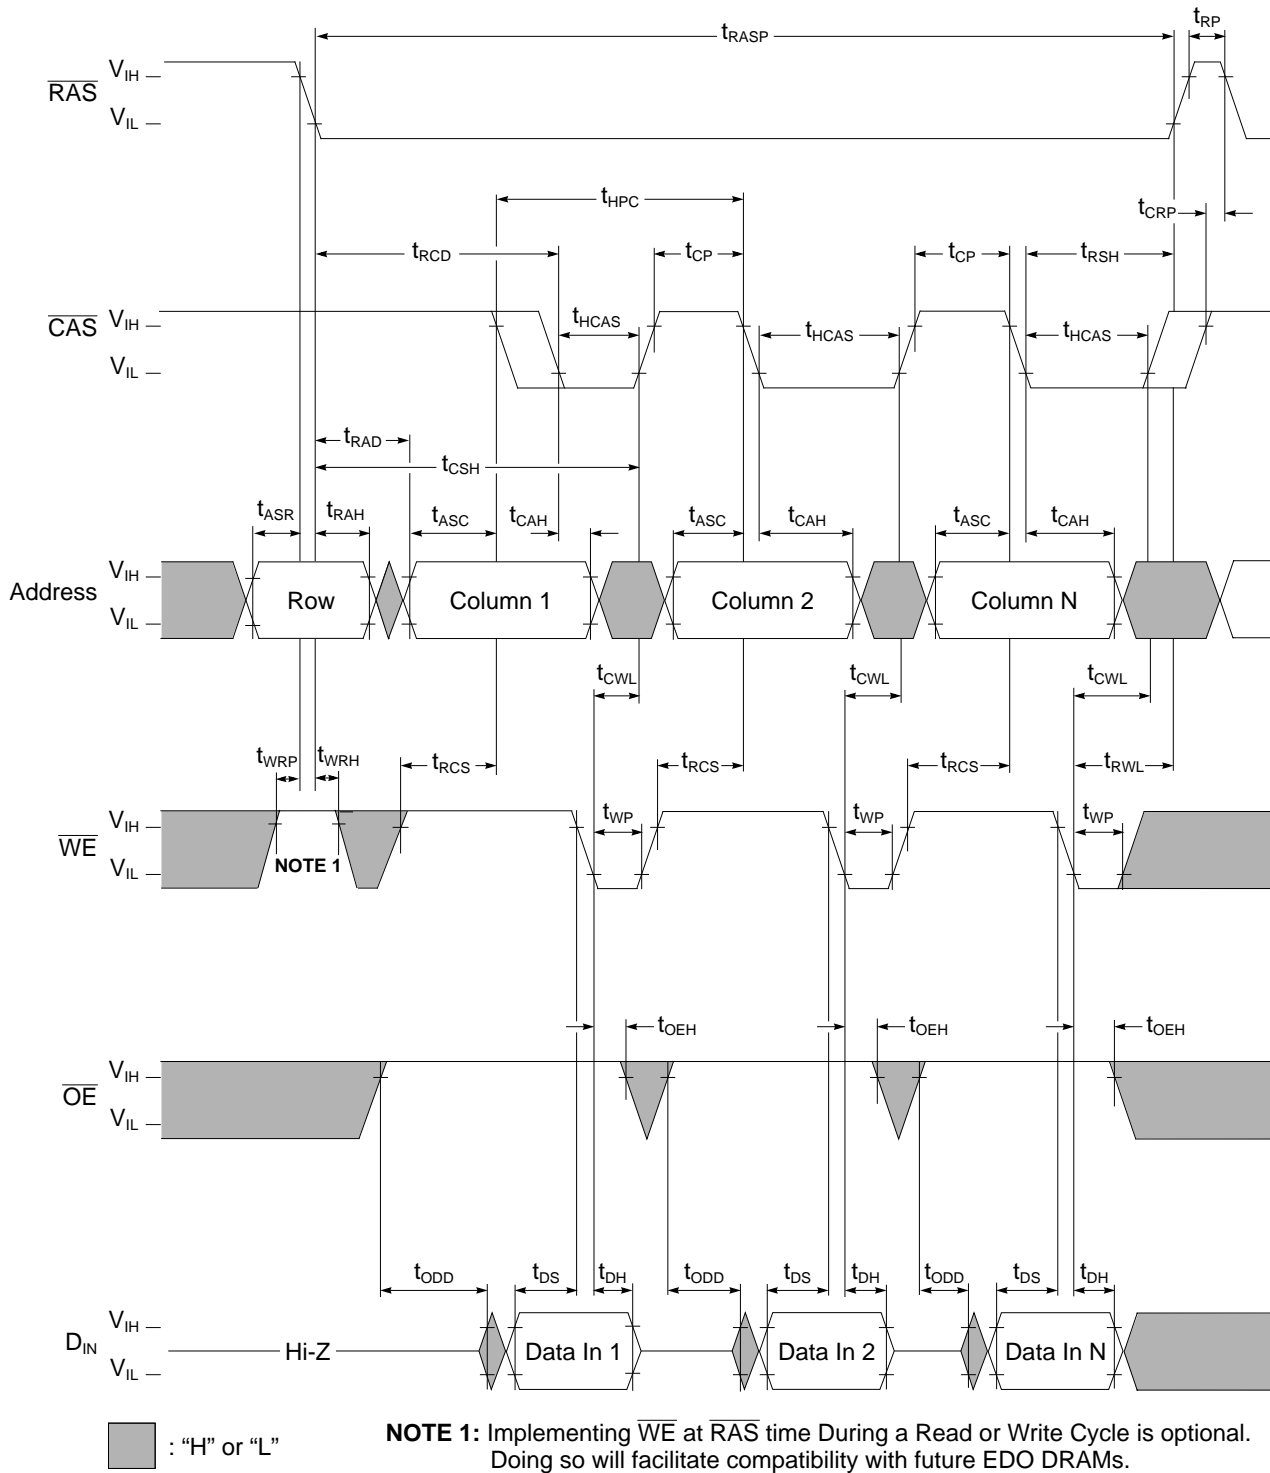 tRASP tRP
RAS VIH
VIL
tHPC tCRP
tRCD tCP tCP tRSH
CAS VIH
tHCAS tHCAS tHCAS
VIL
tRAD
tCSH
tASR tRAH tASC tCAH tASC tCAH tASC tCAH
VIH
Address Row Column 1 Column 2 Column N
VIL
tCWL tCWL tCWL
tWRP tWRH tRCS tRCS tRCS tRWL
tWP tWP tWP
WE VIH
VIL NOTE 1
tOEH tOEH tOEH
OE VIH
VIL
tODD tDS tDH tODD tDS tDH tODD tDS tDH
VIH
DIN Hi-Z Data In 1 Data In 2 Data In N
VIL
: “H” or “L”
NOTE 1: Implementing WE at RAS time During a Read or Write Cycle is optional.
Doing so will facilitate compatibility with future EDO DRAMs.